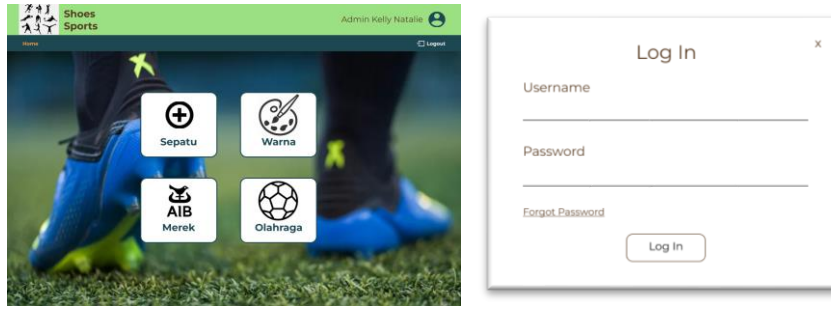 Shoes
Sports
Admin Kelly Natalie
Home
Logout
Sepatu
Warna
AIB
Merek
Olahraga
Log In
x
Username
Password
Forgot Password
Log In